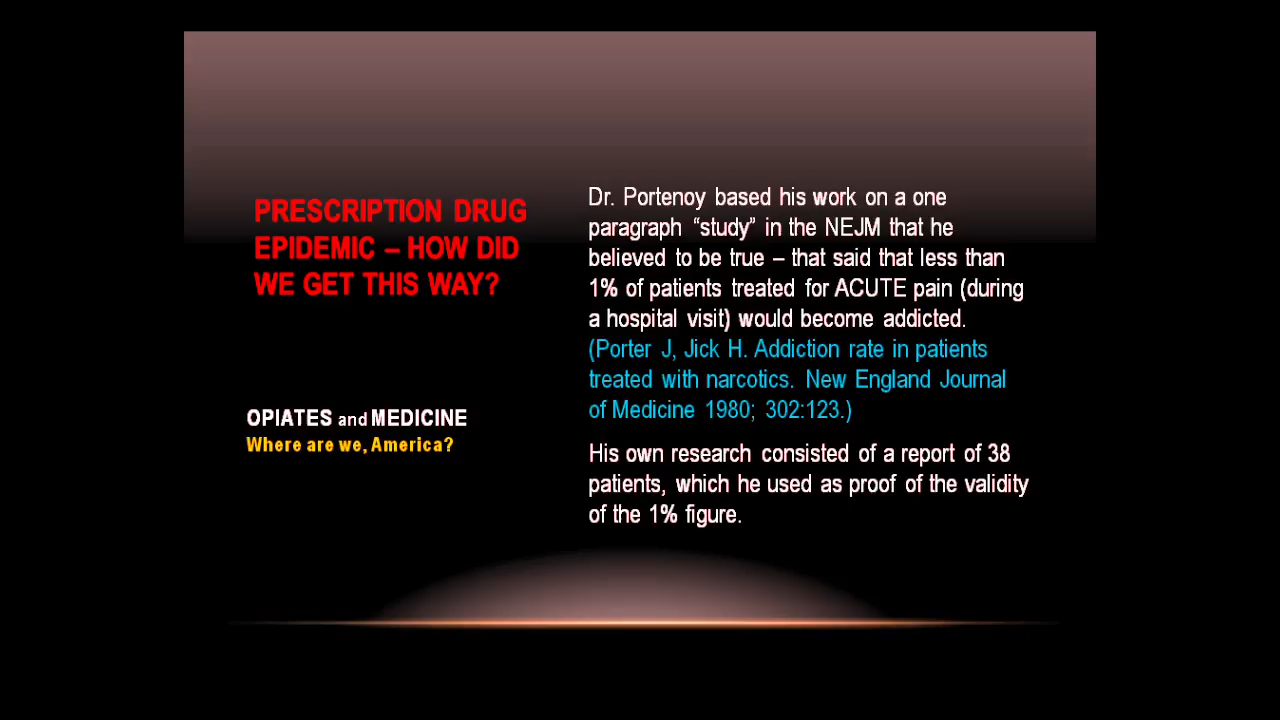 PRESCRIPTION DRUG
EPIDEMIC – HOW DID
WE GET THIS WAY?
OPIATES and MEDICINE
Where are we, America?
Dr. Portenoy based his work on a one
paragraph “study” in the NEJM that he
believed to be true – that said that less than
1% of patients treated for ACUTE pain (during
a hospital visit) would become addicted.
(Porter J, Jick H. Addiction rate in patients
treated with narcotics. New England Journal
of Medicine 1980; 302:123.)
His own research consisted of a report of 38
patients, which he used as proof of the validity
of the 1% figure.